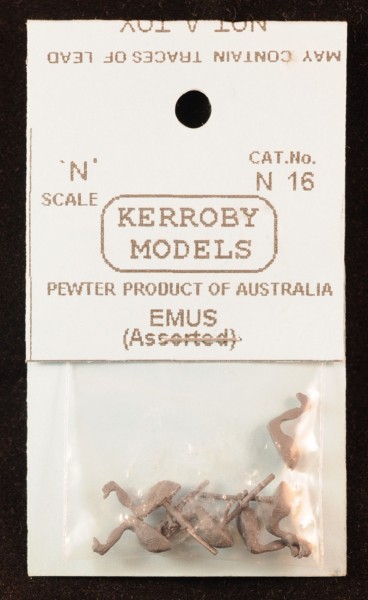 NOT A TOY
MAY CONTAIN TRACES OF LEAD
'N'
SCALE
CAT.No.
N 16
KERROBY
MODELS
PEWTER PRODUCT OF AUSTRALIA
EMUS
(Assorted)